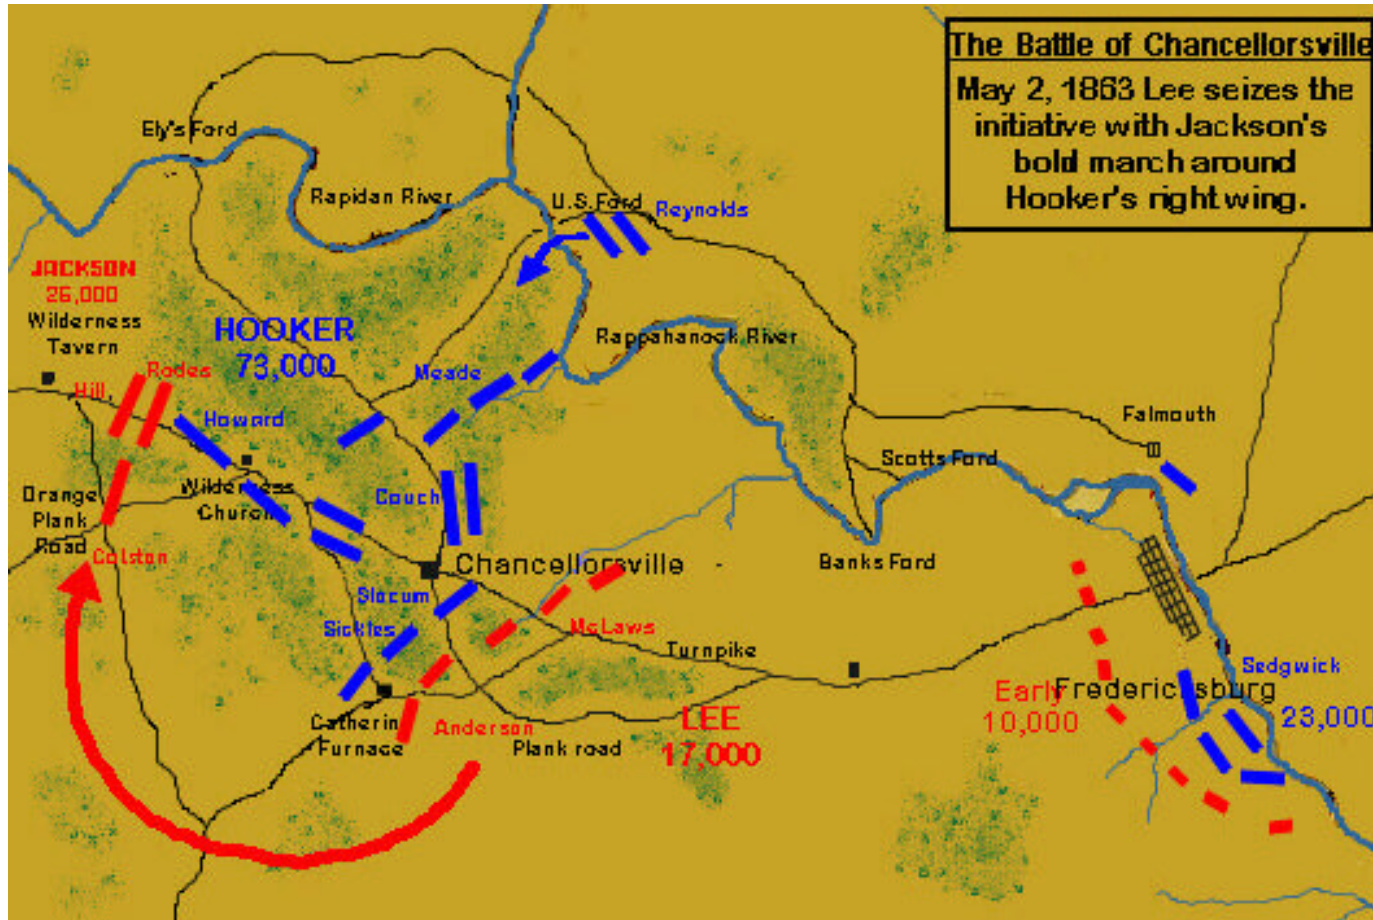 The Battle of Chancellorsville
May 2, 1863 Lee seizes the
initiative with Jackson's
bold march around
Hooker's right wing.
Ely's Ford
Rapidan River
U.S. Ford
Reynolds
JACKSON
26,000
Wilderness
Tavern
HOOKER
73,000
Rappahanock River
Meade
Rodes
Hill
Howard
Falmouth
Scotts Ford
Wilderness
Church
Couch
Orange
Plank
Road
Colston
Chancellorsville
Banks Ford
Slocum
Sickles
McLaws
Turnpike
Sedgwick
23,000
Early
10,000
Fredericksburg
Catherin
Furnace
Anderson
Plank road
LEE
17,000